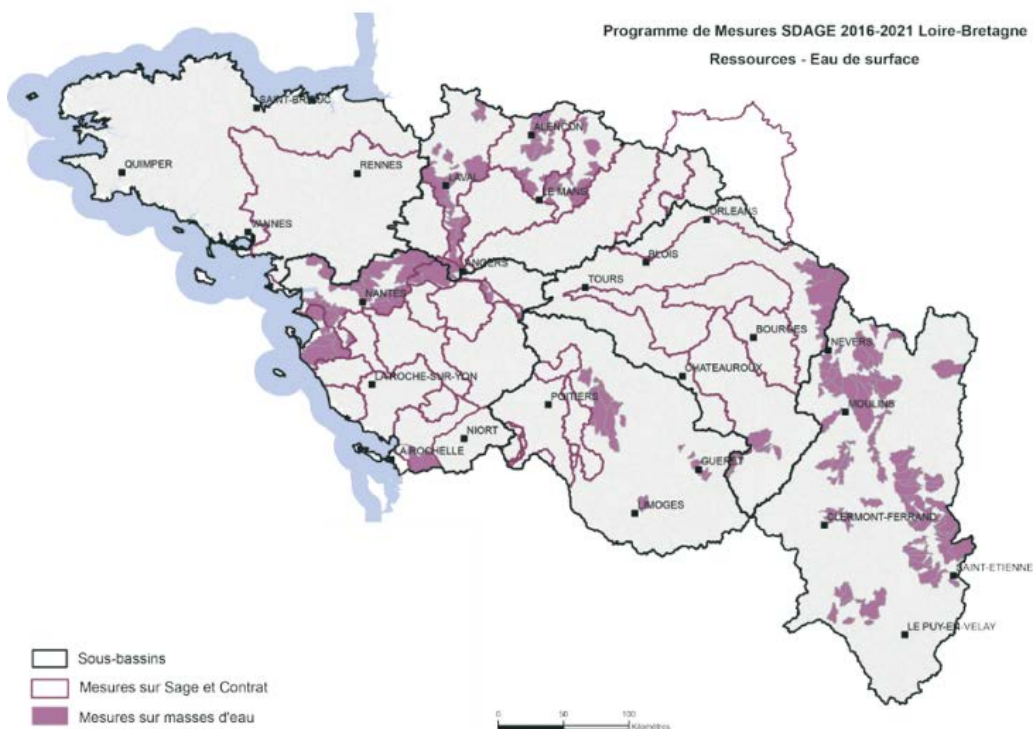 Programme de Mesures SDAGE 2016-2021 Loire-Bretagne
Ressources - Eau de surface
SAINT-BRIEUC
ALENCON
QUIMPER
RENNES
LAVAL
LE MANS
VANNES
ORLEANS
ANGERS
BLOIS
TOURS
NANTES
BOURGES
NEVERS
CHATEAUROUX
LA ROCHE-SUR-YON
POITIERS
MOULINS
NIORT
LA ROCHELLE
GUERET
LIMOGES
CLERMONT-FERRAND
SAINT-ETIENNE
LE PUY-EN-VELAY
Sous-bassins
Mesures sur Sage et Contrat
Mesures sur masses d'eau
0 50 100
Kilomètres